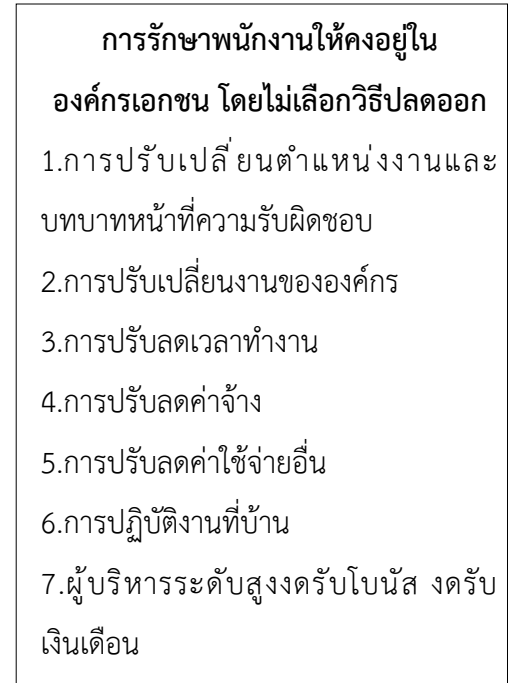 การรักษาพนักงานให้คงอยู่ใน
องค์กรเอกชน โดยไม่เลือกวิธีปลดออก
1.การปรับเปลี่ยนตำแหน่งงานและ
บทบาทหน้าที่ความรับผิดชอบ
2.การปรับเปลี่ยนงานขององค์กร
3.การปรับลดเวลาทำงาน
4.การปรับลดค่าจ้าง
5.การปรับลดค่าใช้จ่ายอื่น
6.การปฏิบัติงานที่บ้าน
7.ผู้บริหารระดับสูงงดรับโบนัส งดรับ
เงินเดือน